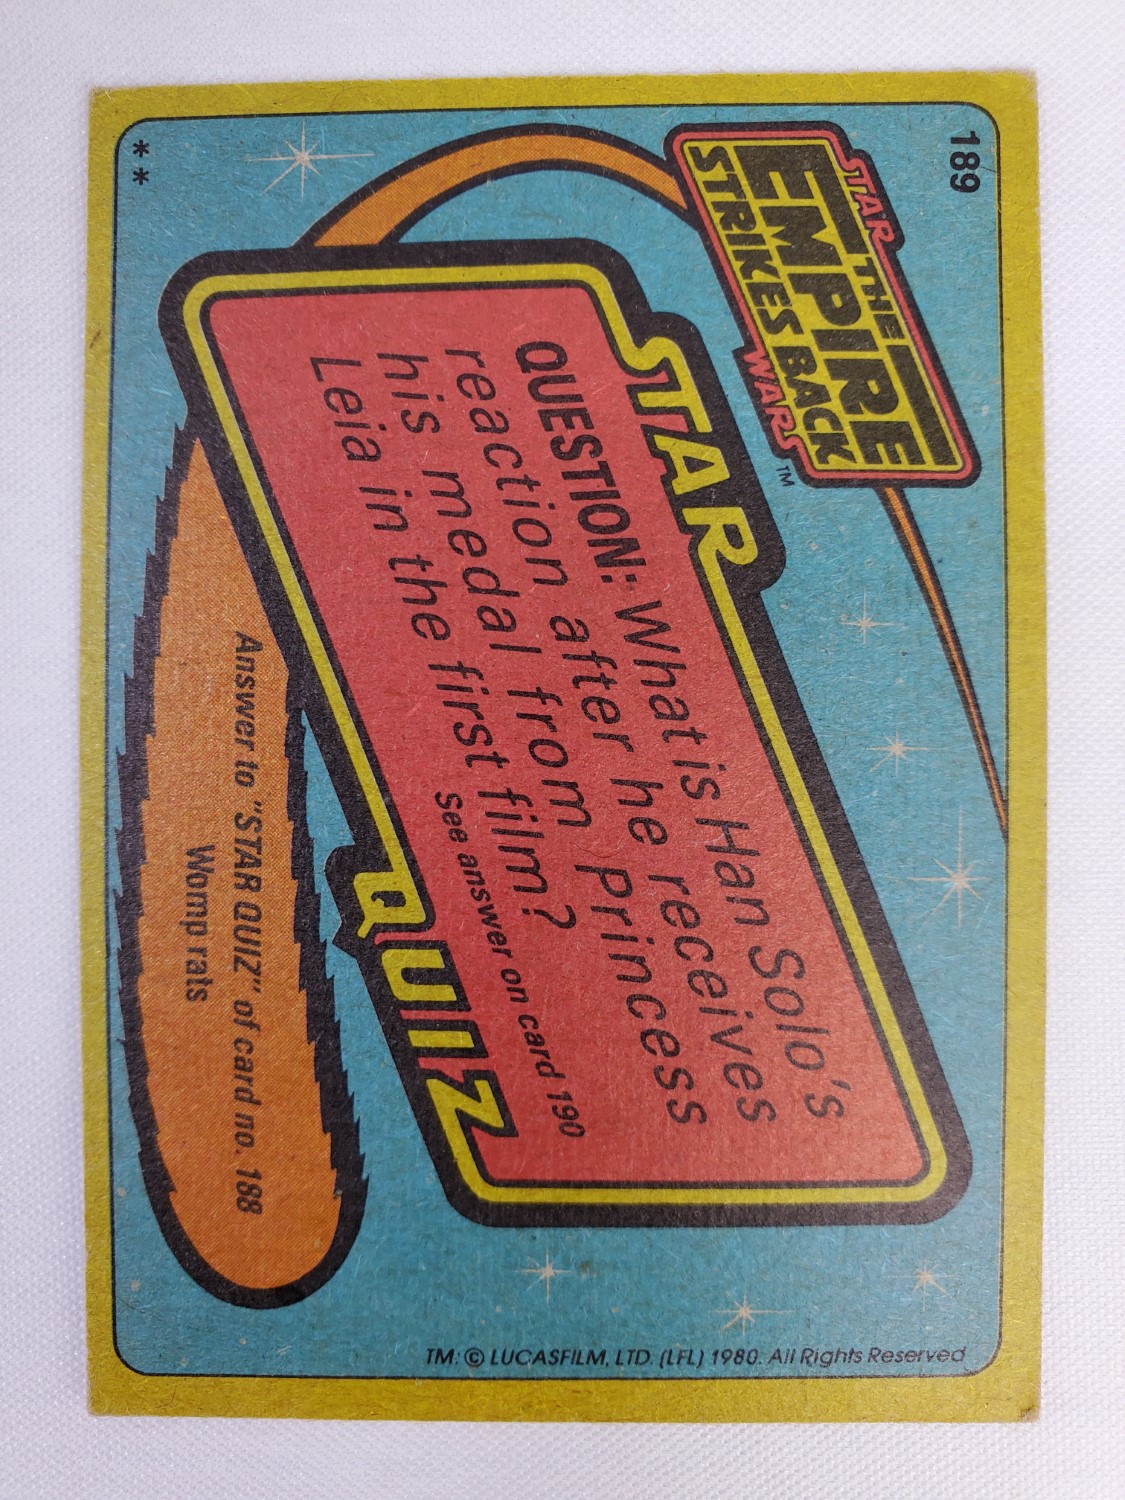 189
STAR
THE
EMPIRE
STRIKES BACK
WARS
TM
STAR
QUESTION: What is Han Solo's
reaction after he receives
his medal from Princess
Leia in the first film?
See answer on card 190
QUIZ
Answer to "STAR QUIZ" of card no. 188
Womp rats
TM: © LUCASFILM, LTD. (LFL) 1980. All Rights Reserved
**